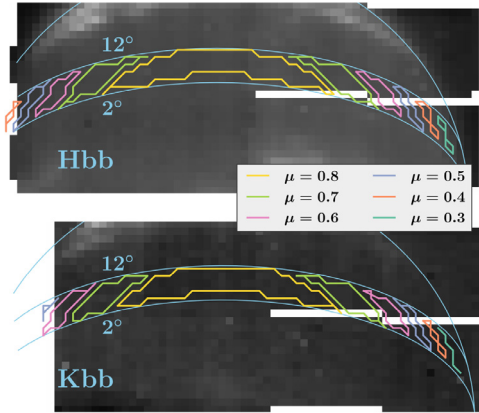 12°
2°
Hbb
μ = 0.8 μ = 0.5
μ = 0.7 μ = 0.4
μ = 0.6 μ = 0.3
12°
2°
Kbb